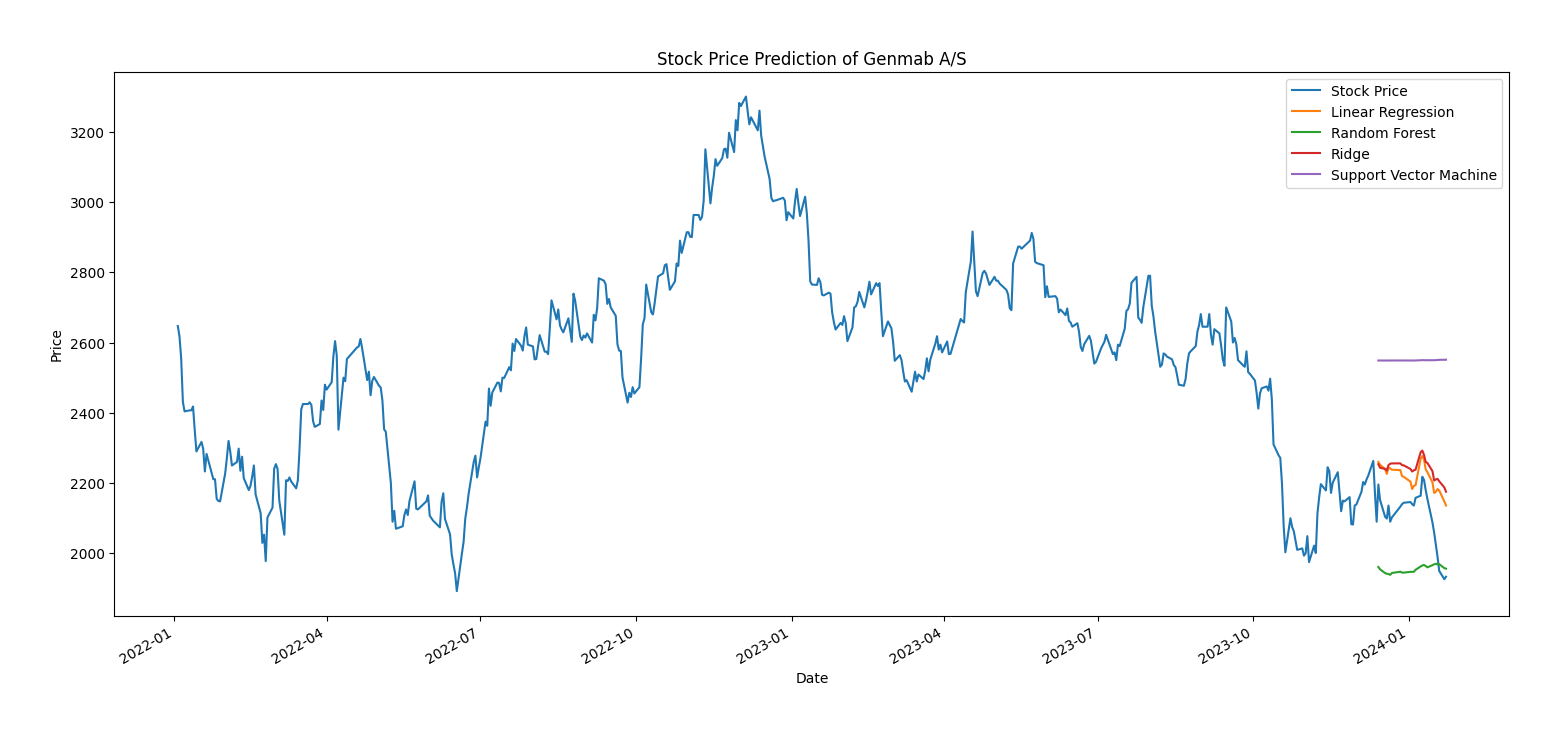 Stock Price Prediction of Genmab A/S
Stock Price
Linear Regression
Random Forest
Ridge
Support Vector Machine
3200
3000
2800
2600
2400
2200
2000
Price
2022-01
2022-04
2022-07
2022-10
2023-01
2023-04
2023-07
2023-10
2024-01
Date